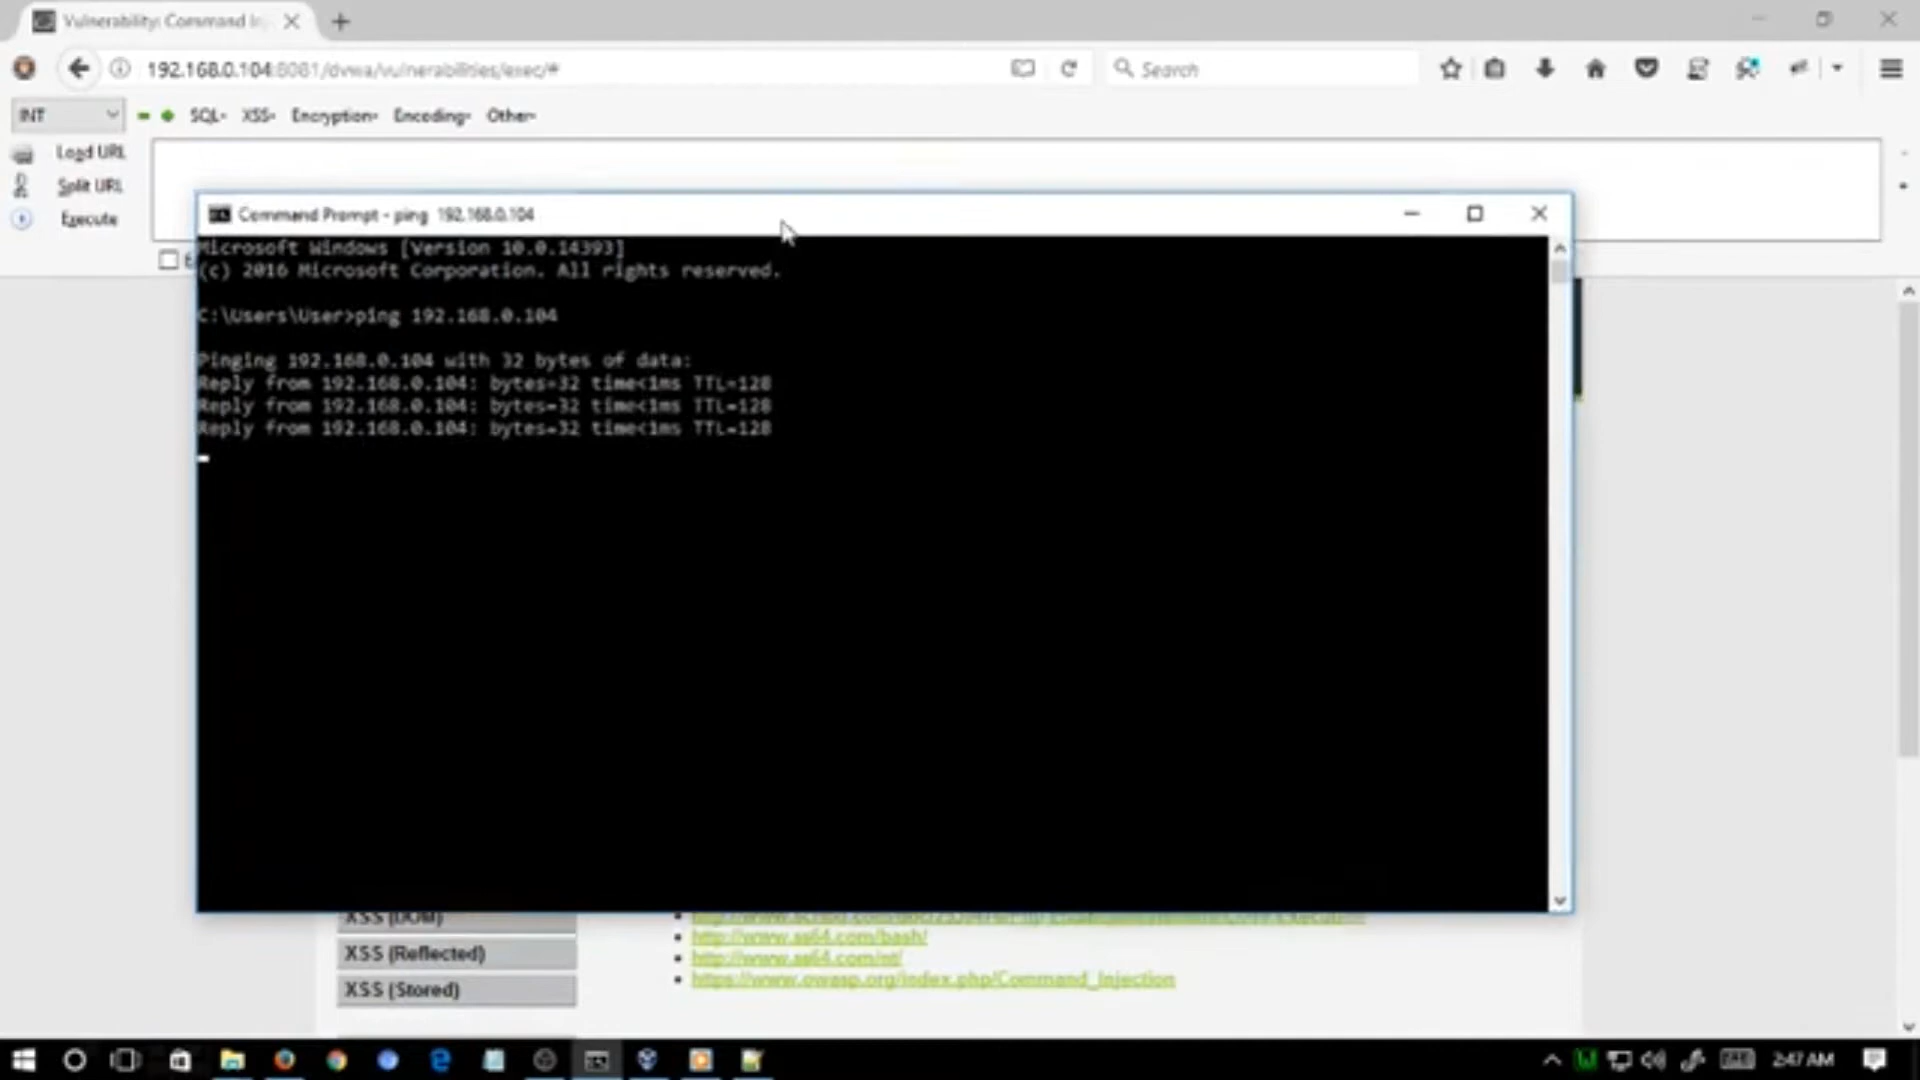 Vulnerability: Command Inj
192.168.0.104:8081/dvwa/vulnerabilities/exec/#
Search
INT
SQL- XSS- Encryption- Encoding- Other-
Load URL
Split URL
Execute
Command Prompt - ping 192.168.0.104
Microsoft Windows [Version 10.0.14393]
(c) 2016 Microsoft Corporation. All rights reserved.
C:\Users\User>ping 192.168.0.104
Pinging 192.168.0.104 with 32 bytes of data:
Reply from 192.168.0.104: bytes=32 time<1ms TTL=128
Reply from 192.168.0.104: bytes=32 time<1ms TTL=128
Reply from 192.168.0.104: bytes=32 time<1ms TTL=128
XSS (DOM)
http://www.ss64.com/bash/
http://www.ss64.com/nt/
XSS (Reflected)
https://www.owasp.org/index.php/Command_Injection
XSS (Stored)
2:47 AM